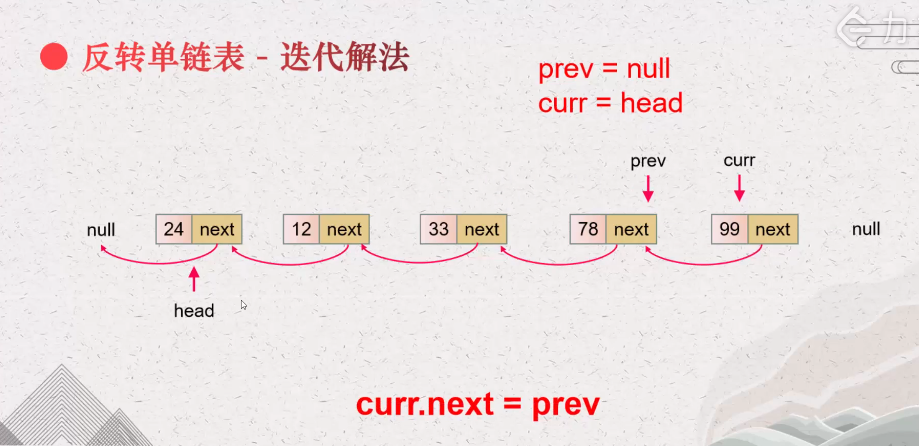 反转单链表 - 迭代解法
prev = null
curr = head
prev curr
null 24 next 12 next 33 next 78 next 99 next null
head
curr.next = prev